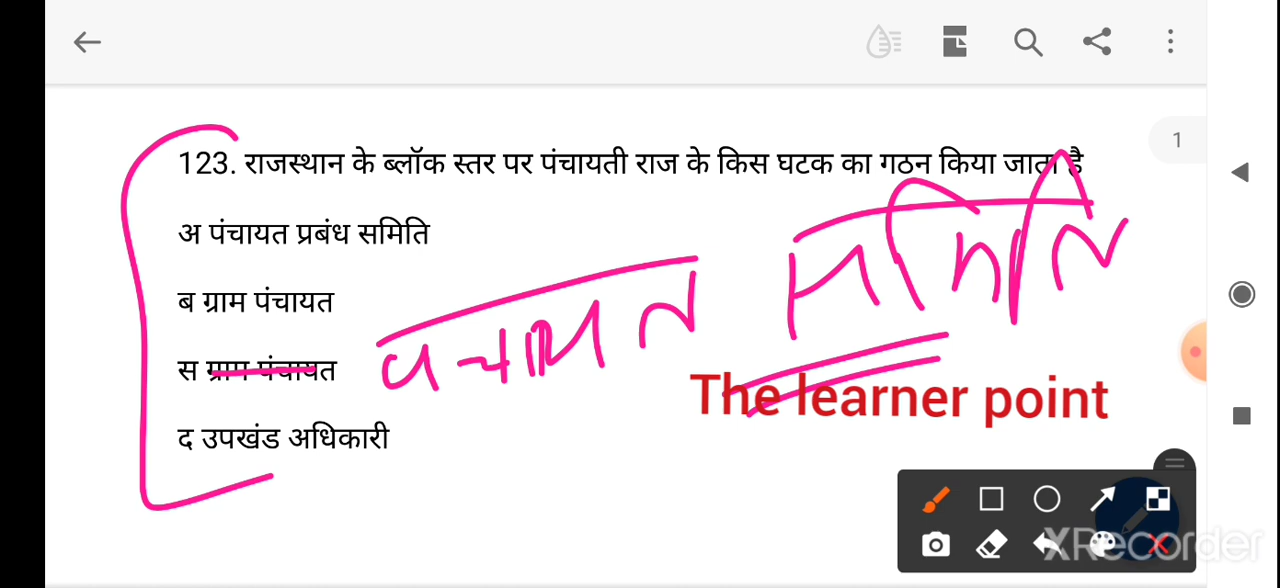 1
123. राजस्थान के ब्लॉक स्तर पर पंचायती राज के किस घटक का गठन किया जाता है
अ पंचायत प्रबंध समिति
ब ग्राम पंचायत
स ग्राम पंचायत
पचायत समिति
The learner point
द उपखंड अधिकारी
XRecorder